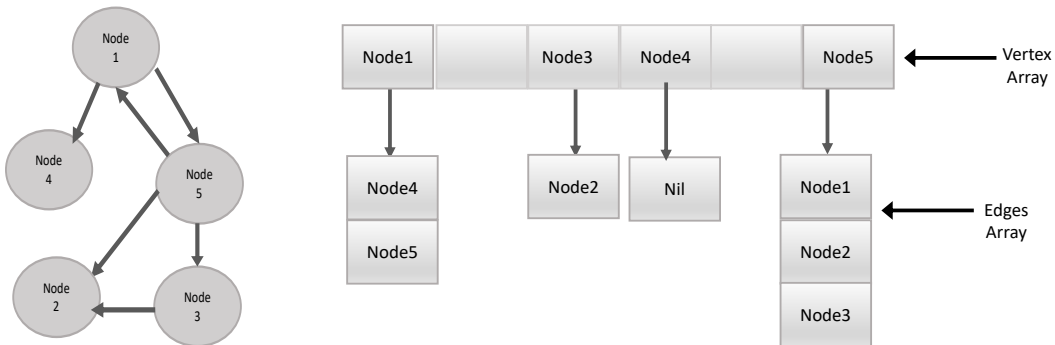 Node
1
Node
4
Node
5
Node
2
Node
3
Node1
Node3
Node4
Node5
Vertex
Array
Node4
Node5
Node2
Nil
Node1
Node2
Node3
Edges
Array